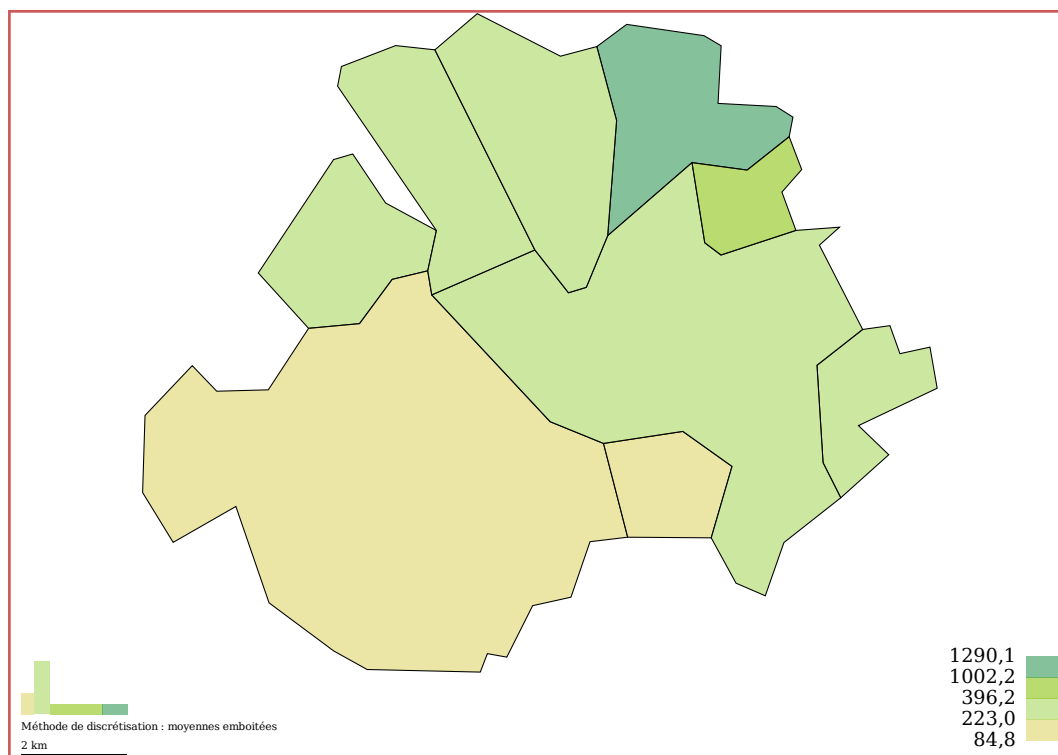 1290,1
1002,2
396,2
223,0
84,8
Méthode de discrétisation : moyennes emboitées
2 km